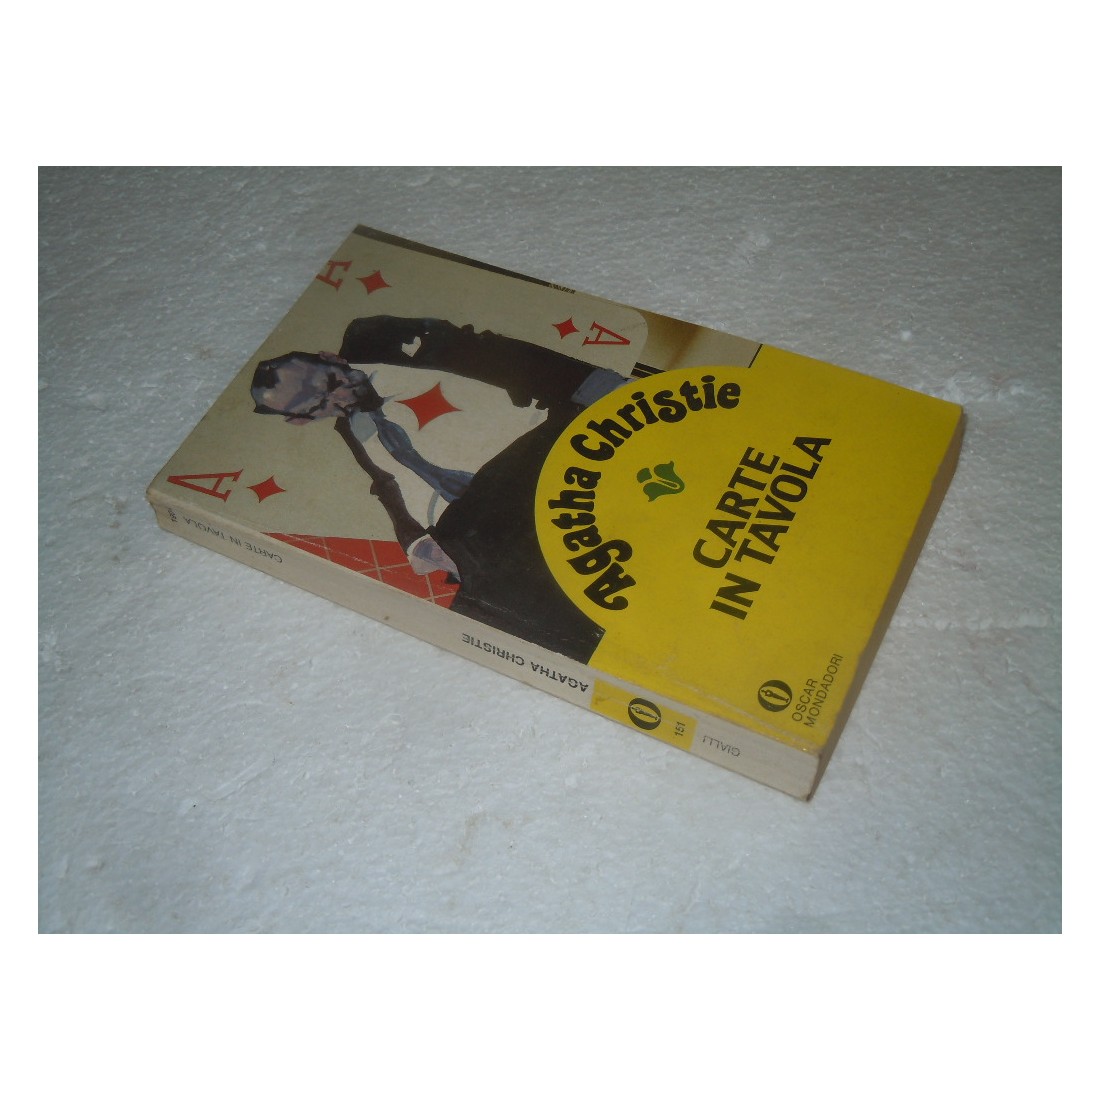 Agatha Christie
CARTE
IN TAVOLA
OSCAR
MONDADORI
A
A
A
CARTE IN TAVOLA
AGATHA CHRISTIE
151
GIALLI